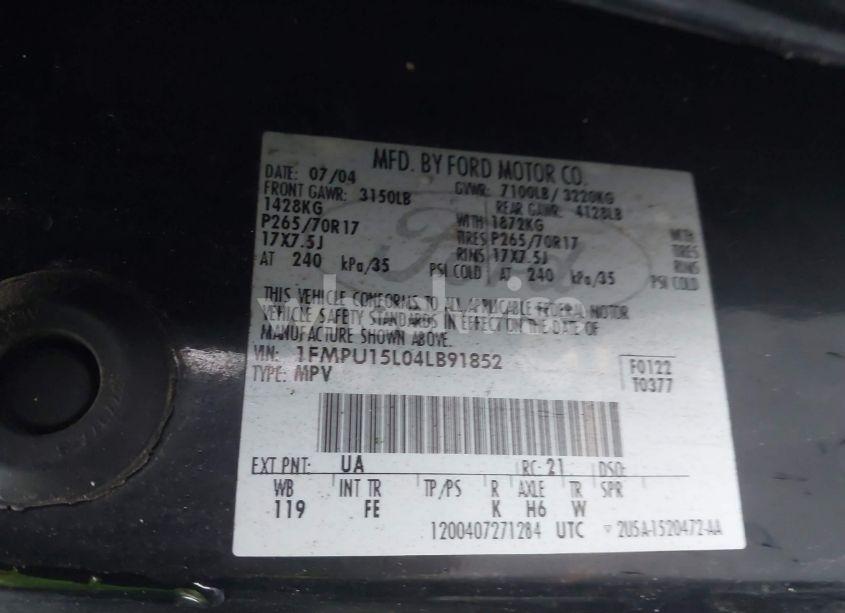 MFD. BY FORD MOTOR CO.
DATE: 07/04 GVWR: 7100LB/ 3220KG
FRONT GAWR: 3150LB REAR GAWR: 4128LB
1428KG WITH 1872KG WITH
P265/70R17 TIRES P265/70R17 TIRES
17X7.5J RIMS 17X7.5J RIMS
AT 240 kPa/35 PSI COLD AT 240 kPa/35 PSI COLD
THIS VEHICLE CONFORMS TO ALL APPLICABLE FEDERAL MOTOR
VEHICLE SAFETY STANDARDS IN EFFECT ON THE DATE OF
MANUFACTURE SHOWN ABOVE.
VIN: 1FMPU15L04LB91852
TYPE: MPV
F0122
T0377
EXT PNT: UA RC: 21 DSO:
WB INT TR TP/PS R AXLE TR SPR
119 FE K H6 W
1200407271284 UTC 2U5A-1520472-AA
Ford